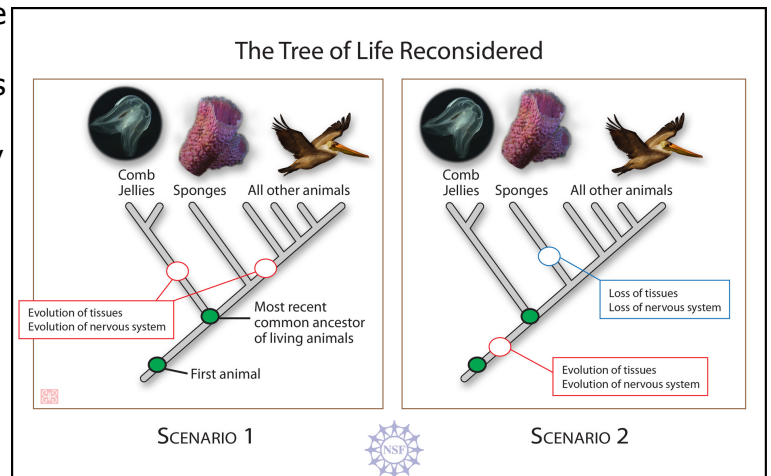 e
s
y
The Tree of Life Reconsidered
Comb
Jellies
Sponges
All other animals
Evolution of tissues
Evolution of nervous system
Most recent
common ancestor
of living animals
First animal
SCENARIO 1
Comb
Jellies
Sponges
All other animals
Loss of tissues
Loss of nervous system
Evolution of tissues
Evolution of nervous system
SCENARIO 2
NSF